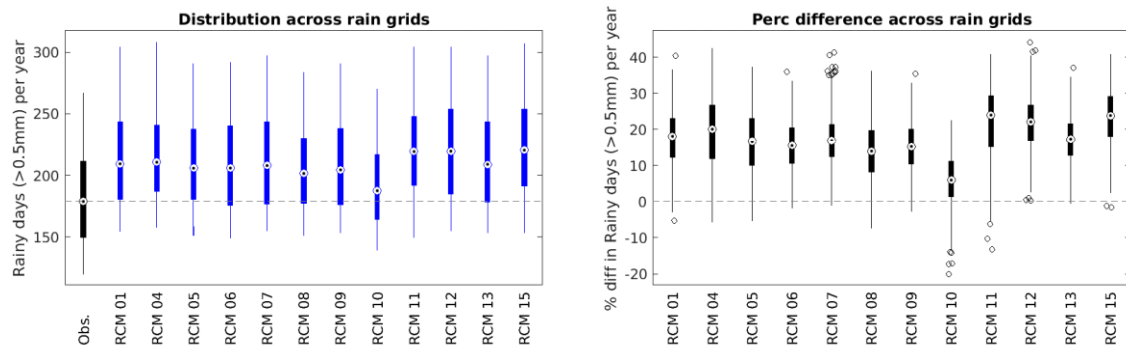 Distribution across rain grids
Rainy days (>0.5mm) per year
300
250
200
150
Obs.
RCM 01
RCM 04
RCM 05
RCM 06
RCM 07
RCM 08
RCM 09
RCM 10
RCM 11
RCM 12
RCM 13
RCM 15
Perc difference across rain grids
% diff in Rainy days (>0.5mm) per year
40
30
20
10
0
-10
-20
RCM 01
RCM 04
RCM 05
RCM 06
RCM 07
RCM 08
RCM 09
RCM 10
RCM 11
RCM 12
RCM 13
RCM 15